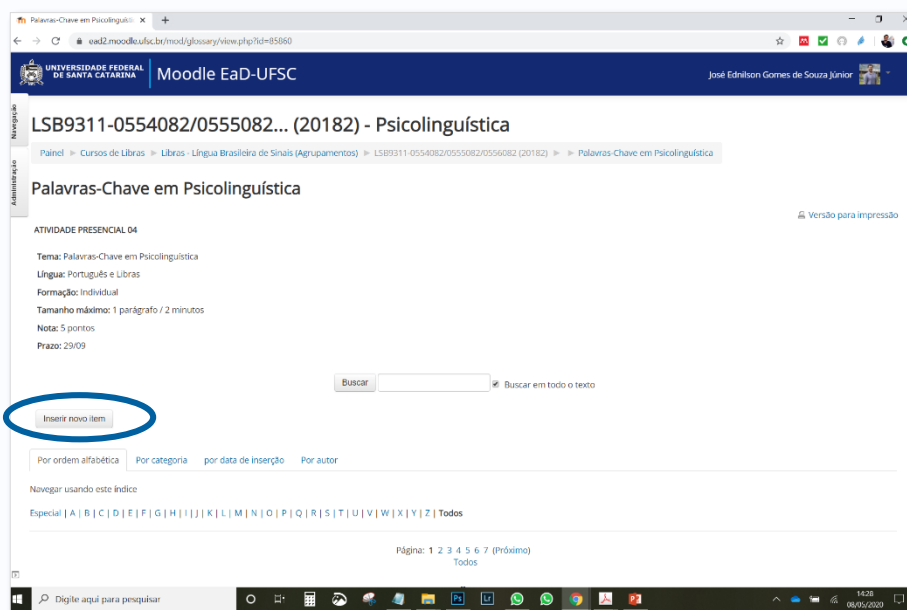 Palavras-Chave em Psicolinguísti
ead2.moodle.ufsc.br/mod/glossary/view.php?id=85860
UNIVERSIDADE FEDERAL
DE SANTA CATARINA
Moodle EaD-UFSC
José Ednilson Gomes de Souza Júnior
Navegação
Administração
LSB9311-0554082/0555082... (20182) - Psicolinguística
Painel ► Cursos de Libras ► Libras - Língua Brasileira de Sinais (Agrupamentos) ► LSB9311-0554082/0555082/0556082 (20182) ► ► Palavras-Chave em Psicolinguística
Palavras-Chave em Psicolinguística
Versão para impressão
ATIVIDADE PRESENCIAL 04
Tema: Palavras-Chave em Psicolinguística
Língua: Português e Libras
Formação: Individual
Tamanho máximo: 1 parágrafo / 2 minutos
Nota: 5 pontos
Prazo: 29/09
Buscar
Buscar em todo o texto
Inserir novo item
Por ordem alfabética Por categoria por data de inserção Por autor
Navegar usando este índice
Especial | A | B | C | D | E | F | G | H | I | J | K | L | M | N | O | P | Q | R | S | T | U | V | W | X | Y | Z | Todos
Página: 1 2 3 4 5 6 7 (Próximo)
Todos
Digite aqui para pesquisar
Ps
Lr
14:28
08/05/2020